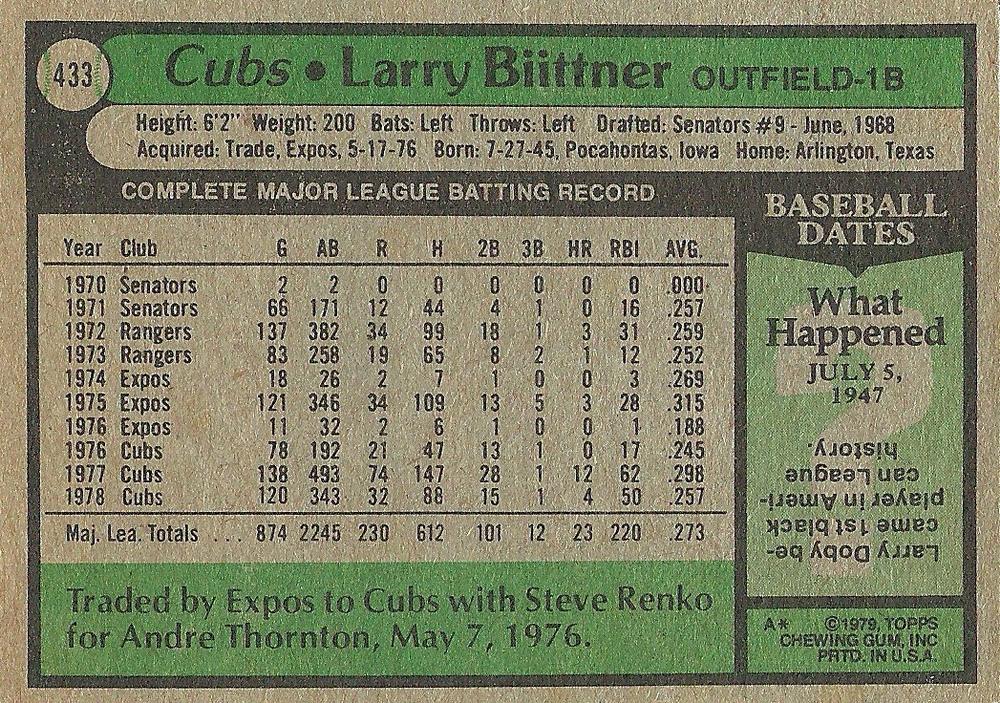 433 Cubs • Larry Biittner OUTFIELD-1B
Height: 6'2" Weight: 200 Bats: Left Throws: Left Drafted: Senators #9 - June, 1968
Acquired: Trade, Expos, 5-17-76 Born: 7-27-45, Pocahontas, Iowa Home: Arlington, Texas
COMPLETE MAJOR LEAGUE BATTING RECORD
Year Club G AB R H 2B 3B HR RBI AVG.
1970 Senators 2 2 0 0 0 0 0 0 .000
1971 Senators 66 171 12 44 4 1 0 16 .257
1972 Rangers 137 382 34 99 18 1 3 31 .259
1973 Rangers 83 258 19 65 8 2 1 12 .252
1974 Expos 18 26 2 7 1 0 0 3 .269
1975 Expos 121 346 34 109 13 5 3 28 .315
1976 Expos 11 32 2 6 1 0 0 1 .188
1976 Cubs 78 192 21 47 13 1 0 17 .245
1977 Cubs 138 493 74 147 28 1 12 62 .298
1978 Cubs 120 343 32 88 15 1 4 50 .257
Maj. Lea. Totals ... 874 2245 230 612 101 12 23 220 .273
Traded by Expos to Cubs with Steve Renko
for Andre Thornton, May 7, 1976.
BASEBALL
DATES
What
Happened
JULY 5,
1947
?
Larry Doby be-
came 1st black
player in Ameri-
can League
history.
A* ©1979, TOPPS
CHEWING GUM, INC
PRTD. IN U.S.A.